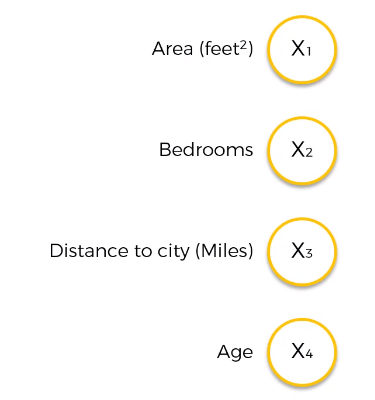 Area (feet²) X₁
Bedrooms X₂
Distance to city (Miles) X₃
Age X₄